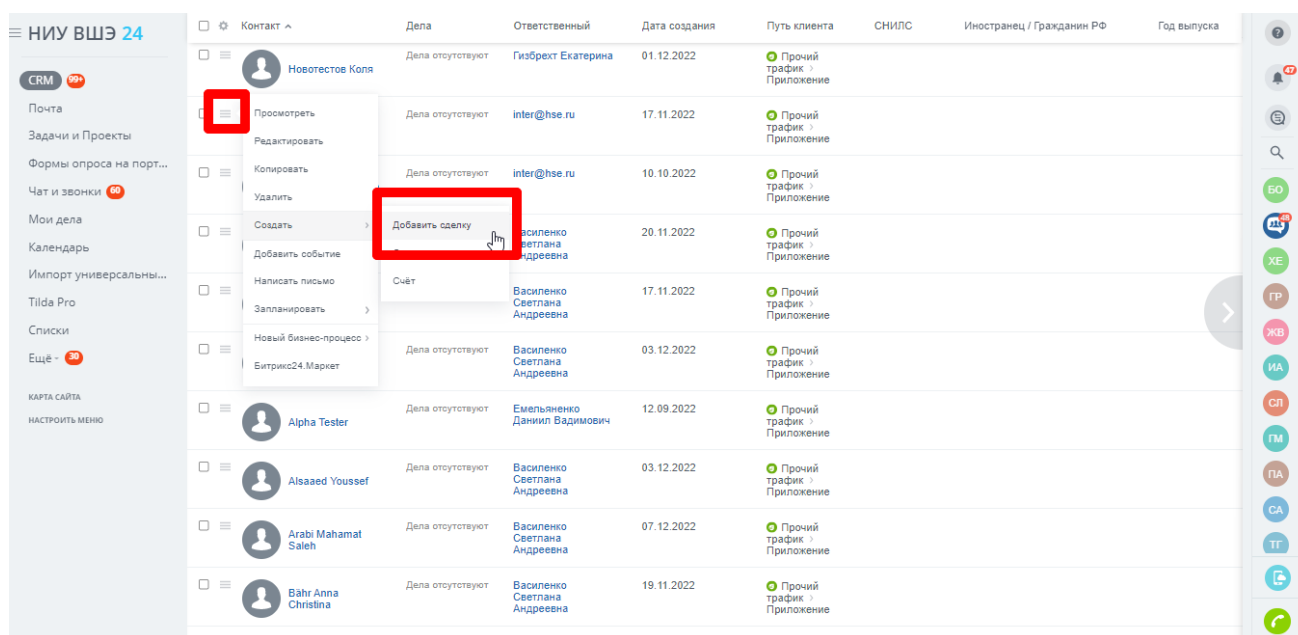 НИУ ВШЭ 24
CRM 99+
Почта
Задачи и Проекты
Формы опроса на порт...
Чат и звонки 60
Мои дела
Календарь
Импорт универсальны...
Tilda Pro
Списки
Ещё - 30
КАРТА САЙТА
НАСТРОИТЬ МЕНЮ
Контакт Дела Ответственный Дата создания Путь клиента СНИЛС Иностранец / Гражданин РФ Год выпуска
Новотестов Коля
Дела отсутствуют
Гизбрехт Екатерина
01.12.2022
Прочий
трафик ›
Приложение
Дела отсутствуют
inter@hse.ru
17.11.2022
Прочий
трафик ›
Приложение
Дела отсутствуют
inter@hse.ru
10.10.2022
Прочий
трафик ›
Приложение
Просмотреть
Редактировать
Копировать
Удалить
Создать
Добавить событие
Написать письмо
Запланировать
Новый бизнес-процесс
Битрикс24.Маркет
Добавить сделку
Счёт
василенко
ветлана
ндреевна
20.11.2022
Прочий
трафик ›
Приложение
Василенко
Светлана
Андреевна
17.11.2022
Прочий
трафик ›
Приложение
Дела отсутствуют
Василенко
Светлана
Андреевна
03.12.2022
Прочий
трафик ›
Приложение
Alpha Tester
Дела отсутствуют
Емельяненко
Даниил Вадимович
12.09.2022
Прочий
трафик ›
Приложение
Alsaaed Youssef
Дела отсутствуют
Василенко
Светлана
Андреевна
03.12.2022
Прочий
трафик ›
Приложение
Arabi Mahamat
Saleh
Дела отсутствуют
Василенко
Светлана
Андреевна
07.12.2022
Прочий
трафик ›
Приложение
Bähr Anna
Christina
Дела отсутствуют
Василенко
Светлана
Андреевна
19.11.2022
Прочий
трафик ›
Приложение
?
47
БО
48
ХЕ
ГР
ЖВ
ИА
СЛ
ГМ
ПА
СА
ТГ